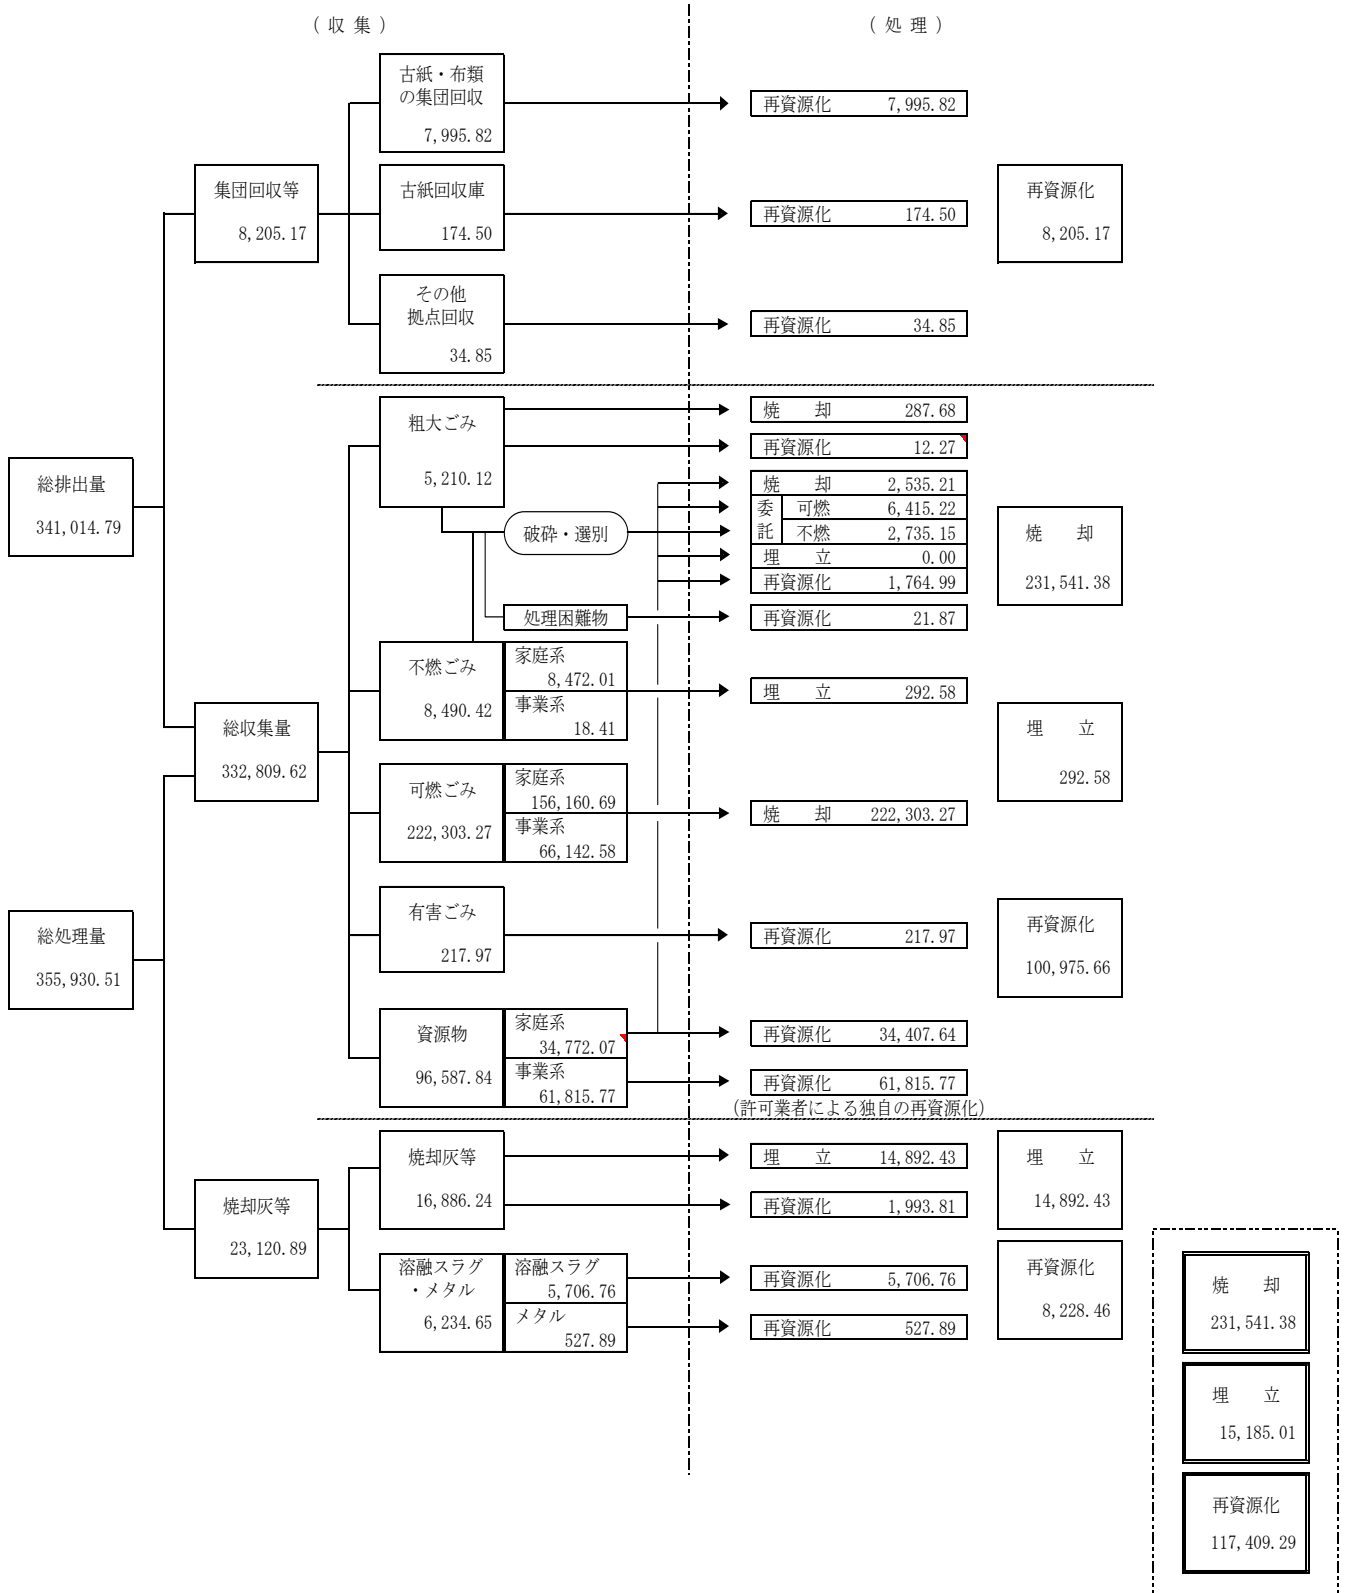 (収集)
(処理)
古紙・布類
の集団回収
7,995.82
再資源化 7,995.82
集団回収等
8,205.17
古紙回収庫
174.50
再資源化 174.50
再資源化
8,205.17
その他
拠点回収
34.85
再資源化 34.85
粗大ごみ
5,210.12
焼 却 287.68
再資源化 12.27
総排出量
341,014.79
破砕・選別
焼 却 2,535.21
委託
可燃 6,415.22
不燃 2,735.15
埋 立 0.00
再資源化 1,764.99
焼 却
231,541.38
処理困難物
再資源化 21.87
不燃ごみ
8,490.42
家庭系
8,472.01
事業系
18.41
埋 立 292.58
総収集量
332,809.62
埋 立
292.58
可燃ごみ
222,303.27
家庭系
156,160.69
事業系
66,142.58
焼 却 222,303.27
有害ごみ
217.97
再資源化 217.97
総処理量
355,930.51
再資源化
100,975.66
資源物
96,587.84
家庭系
34,772.07
事業系
61,815.77
再資源化 34,407.64
再資源化 61,815.77
(許可業者による独自の再資源化)
焼却灰等
16,886.24
埋 立 14,892.43
再資源化 1,993.81
埋 立
14,892.43
焼却灰等
23,120.89
溶融スラグ
・メタル
6,234.65
溶融スラグ
5,706.76
メタル
527.89
再資源化 5,706.76
再資源化 527.89
再資源化
8,228.46
焼 却
231,541.38
埋 立
15,185.01
再資源化
117,409.29